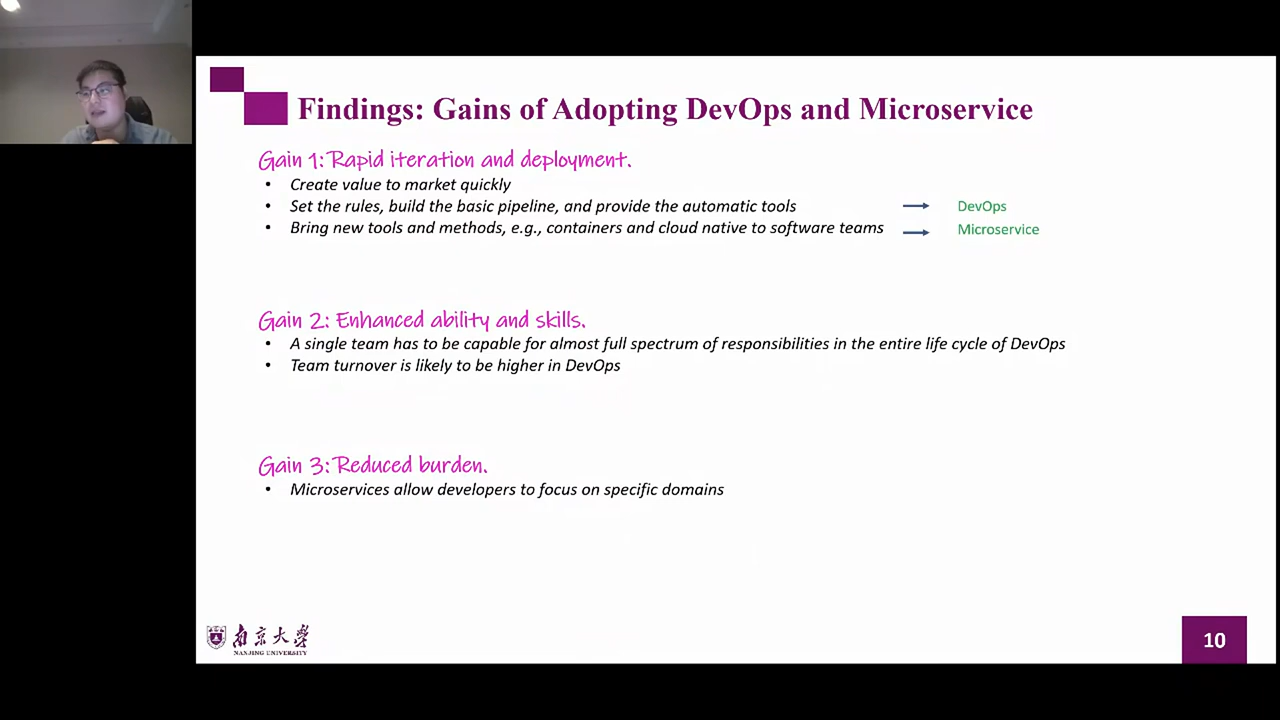 Findings: Gains of Adopting DevOps and Microservice
Gain 1: Rapid iteration and deployment.
• Create value to market quickly
• Set the rules, build the basic pipeline, and provide the automatic tools
DevOps
• Bring new tools and methods, e.g., containers and cloud native to software teams
Microservice
Gain 2: Enhanced ability and skills.
• A single team has to be capable for almost full spectrum of responsibilities in the entire life cycle of DevOps
• Team turnover is likely to be higher in DevOps
Gain 3: Reduced burden.
• Microservices allow developers to focus on specific domains
南京大学
NANJING UNIVERSITY
10